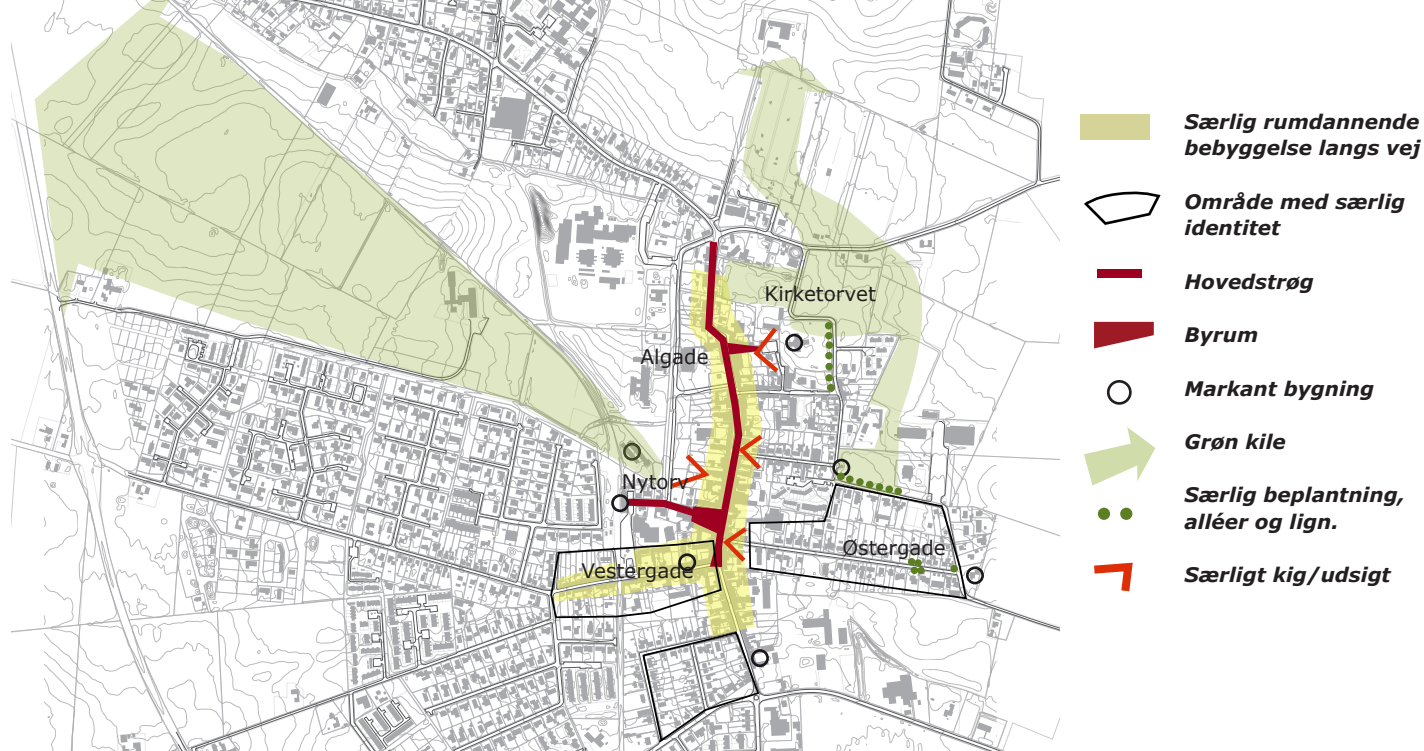 Kirketorvet
Algade
Nytorv
Østergade
Vestergade
Særlig rumdannende
bebyggelse langs vej
Område med særlig
identitet
Hovedstrøg
Byrum
Markant bygning
Grøn kile
Særlig beplantning,
alléer og lign.
Særligt kig/udsigt